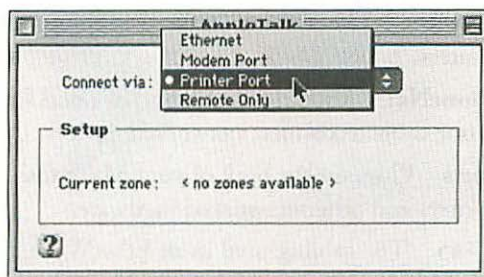 AppleTalk
Ethernet
Modem Port
Connect via: Printer Port
Remote Only
Setup
Current zone: < no zones available >
?